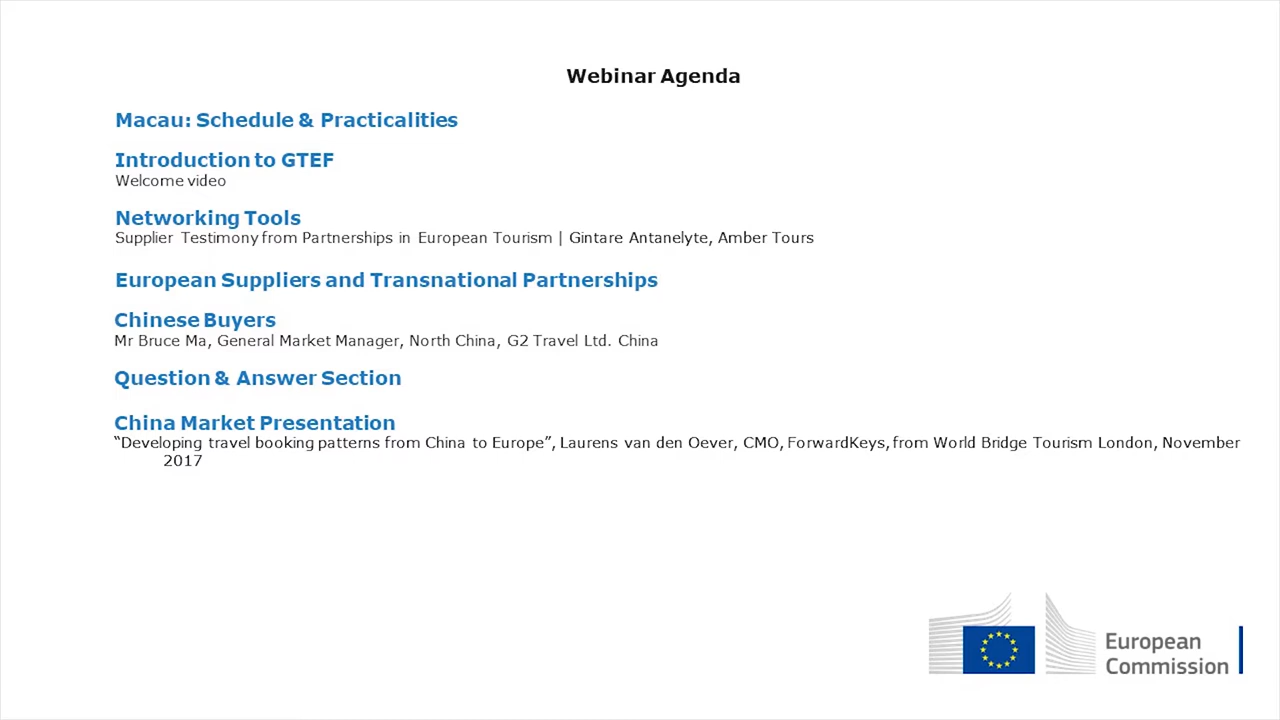 Webinar Agenda
Macau: Schedule & Practicalities
Introduction to GTEF
Welcome video
Networking Tools
Supplier Testimony from Partnerships in European Tourism | Gintare Antanelyte, Amber Tours
European Suppliers and Transnational Partnerships
Chinese Buyers
Mr Bruce Ma, General Market Manager, North China, G2 Travel Ltd. China
Question & Answer Section
China Market Presentation
“Developing travel booking patterns from China to Europe”, Laurens van den Oever, CMO, ForwardKeys, from World Bridge Tourism London, November
2017
European
Commission